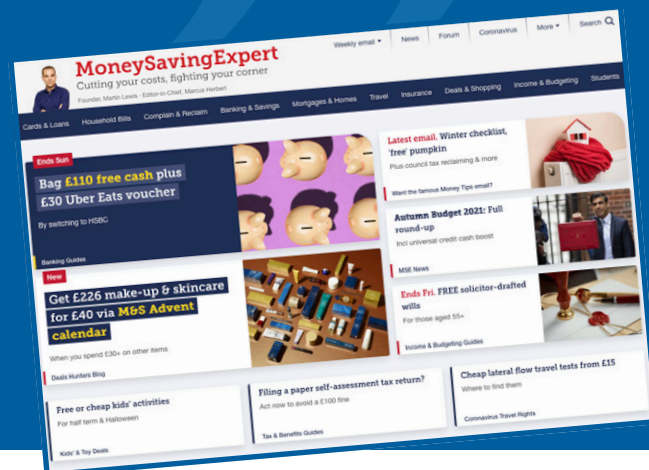 Weekly email
News
Forum
Coronavirus
More
Search
MoneySavingExpert
Cutting your costs, fighting your corner
Founder, Martin Lewis · Editor-in-Chief, Marcus Herbert
Cards & Loans
Household Bills
Complain & Reclaim
Banking & Savings
Mortgages & Homes
Travel
Insurance
Deals & Shopping
Income & Budgeting
Students
Ends Sun
Bag £110 free cash plus
£30 Uber Eats voucher
By switching to HSBC
Banking Guides
Latest email. Winter checklist,
'free' pumpkin
Plus council tax reclaiming & more
Want the famous Money Tips email?
Autumn Budget 2021: Full
round-up
Incl universal credit cash boost
MSE News
New
Get £226 make-up & skincare
for £40 via M&S Advent
calendar
When you spend £30+ on other items
Deals Hunters Blog
Ends Fri. FREE solicitor-drafted
wills
For those aged 55+
Income & Budgeting Guides
Free or cheap kids' activities
For half term & Halloween
Kids' & Toy Deals
Filing a paper self-assessment tax return?
Act now to avoid a £100 fine
Tax & Benefits Guides
Cheap lateral flow travel tests from £15
Where to find them
Coronavirus Travel Rights